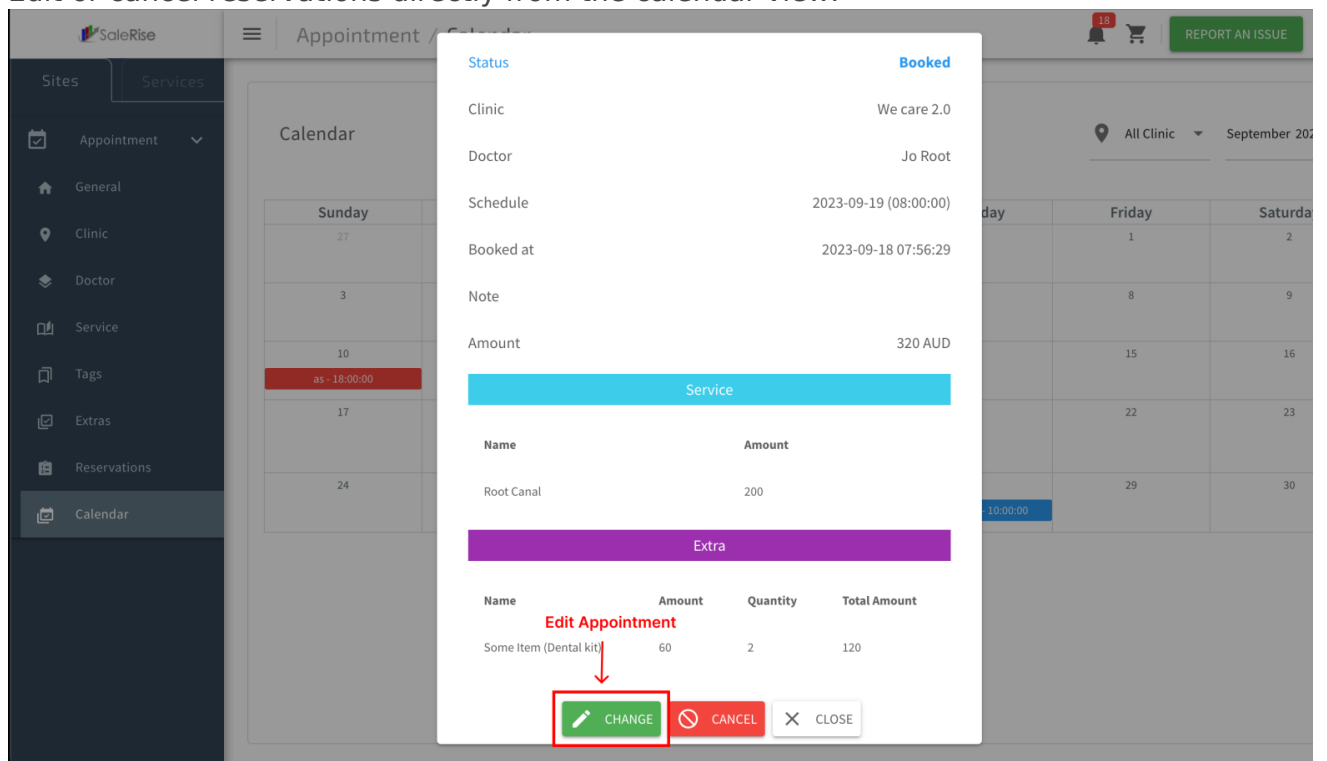 Edit or cancel reservations directly from the calendar view.
SaleRise
Appointment / Calendar
18
REPORT AN ISSUE
Sites
Services
Appointment
General
Clinic
Doctor
Service
Tags
Extras
Reservations
Calendar
Calendar
All Clinic
September 202
Sunday
day
Friday
Saturda
27
1
2
3
8
9
10
15
16
as - 18:00:00
17
22
23
24
29
30
- 10:00:00
Status Booked
Clinic We care 2.0
Doctor Jo Root
Schedule 2023-09-19 (08:00:00)
Booked at 2023-09-18 07:56:29
Note
Amount 320 AUD
Service
Name Amount
Root Canal 200
Extra
Name Amount Quantity Total Amount
Edit Appointment
Some Item (Dental kit) 60 2 120
CHANGE
CANCEL
CLOSE